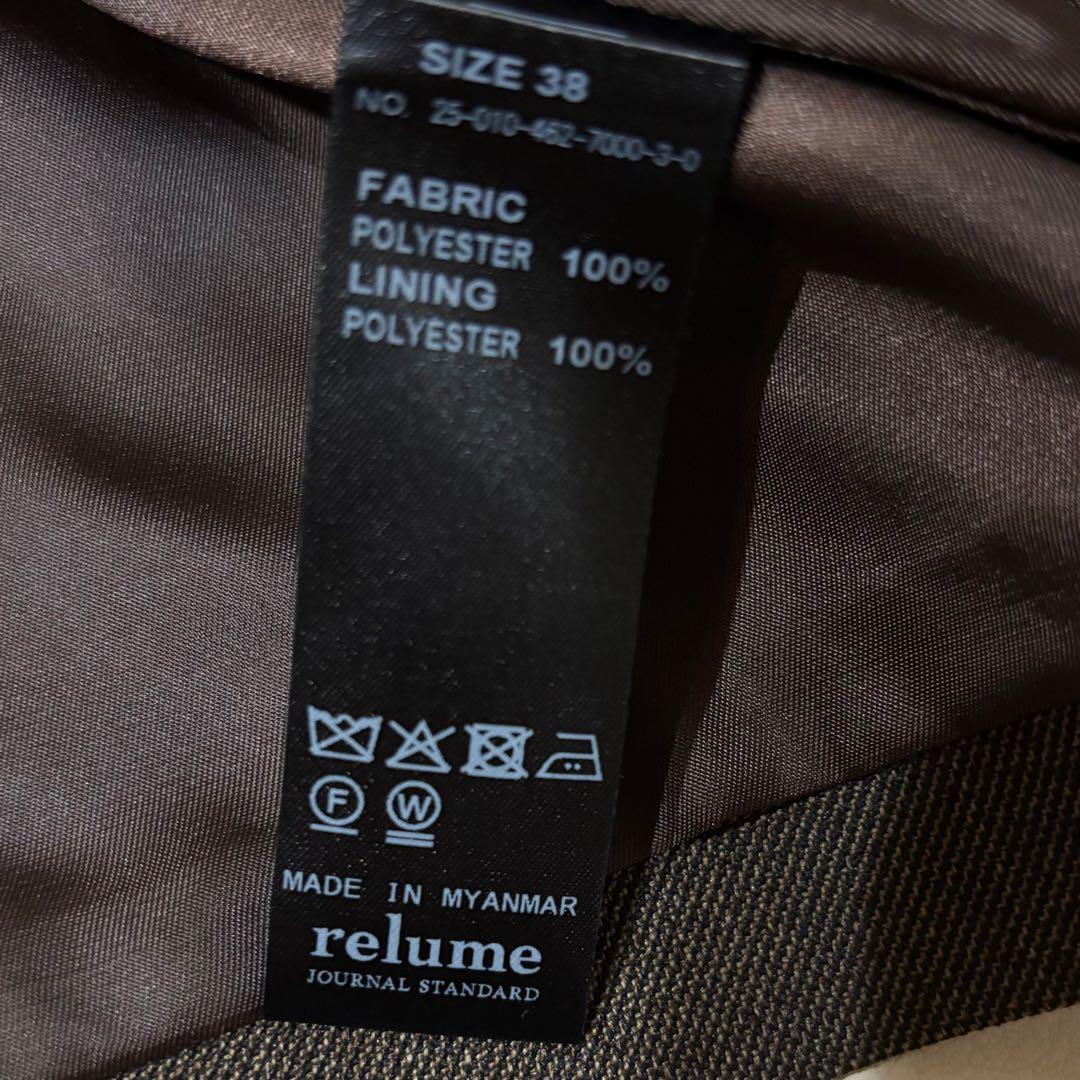 SIZE 38
NO. 25-010-462-7000-3-0
FABRIC
POLYESTER 100%
LINING
POLYESTER 100%
F W
MADE IN MYANMAR
relume
JOURNAL STANDARD